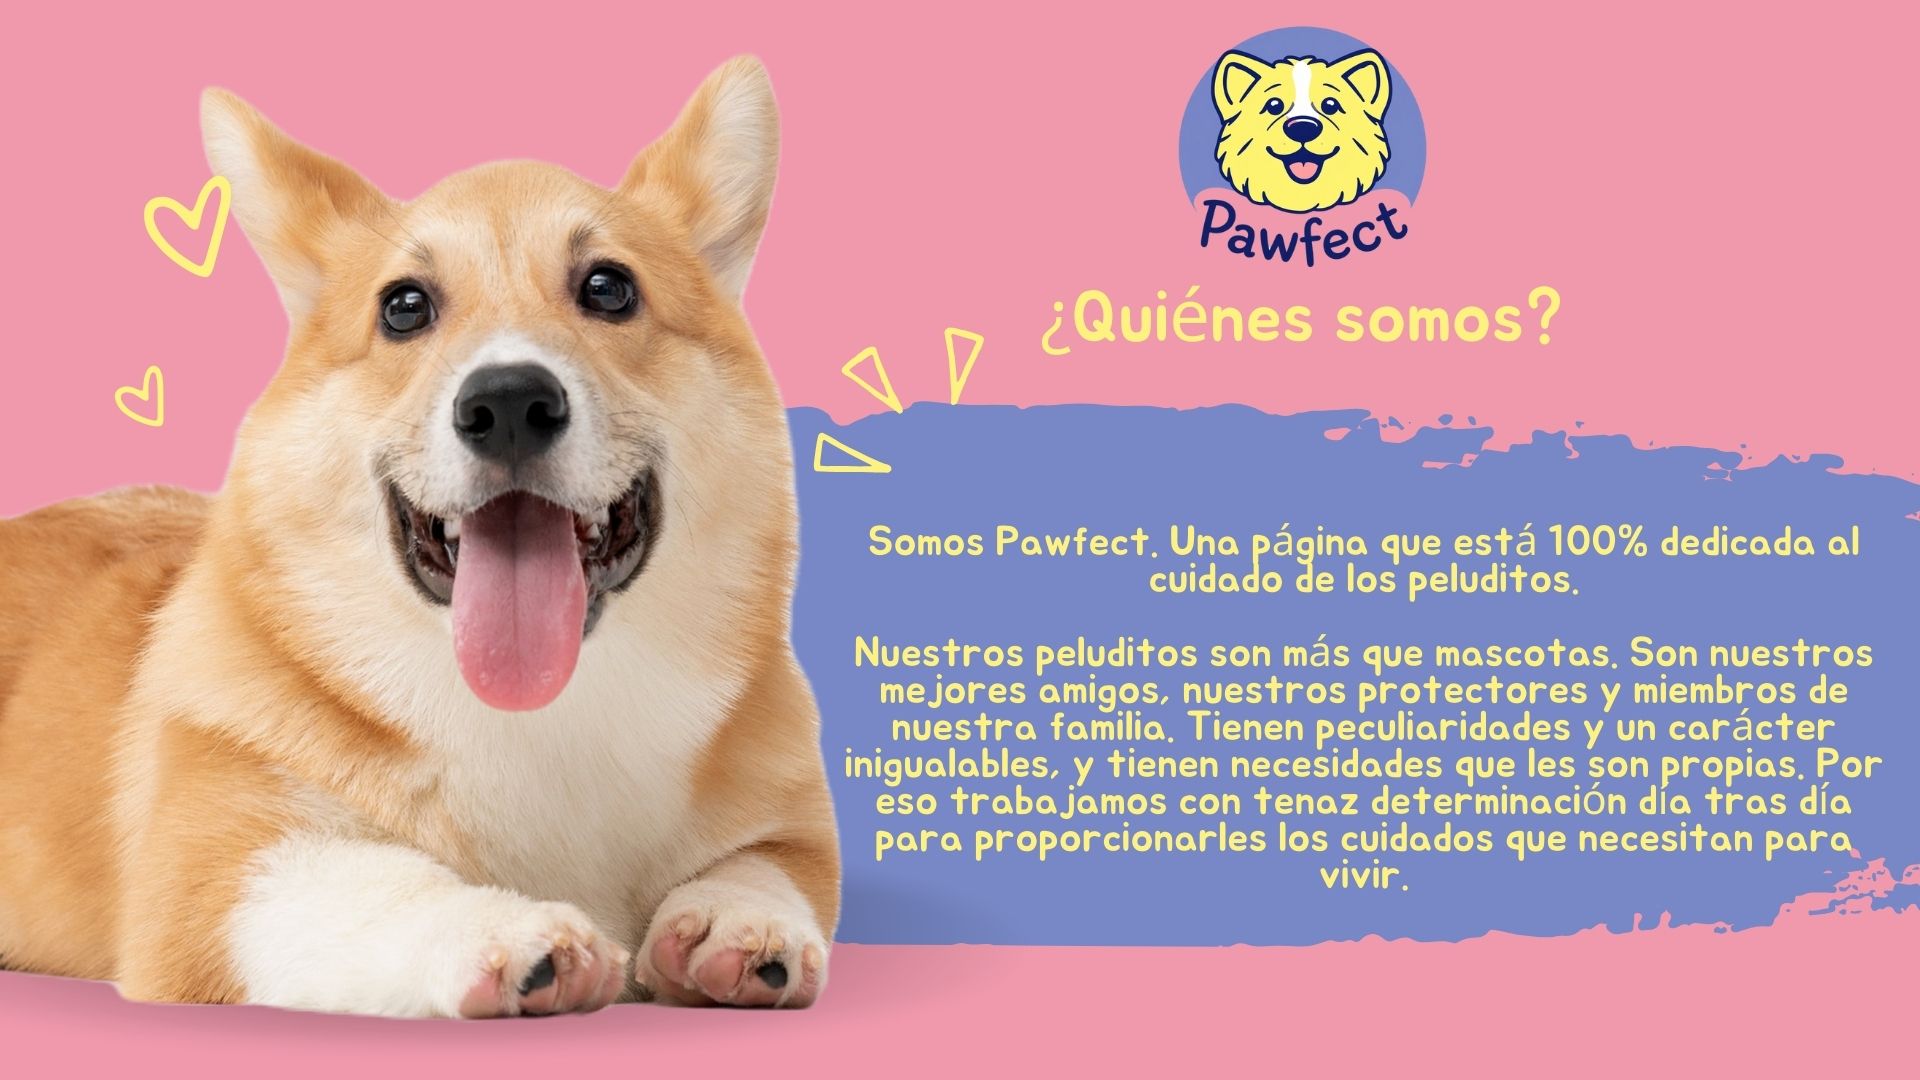 Pawfect
¿Quiénes somos?
Somos Pawfect. Una página que está 100% dedicada al
cuidado de los peluditos.
Nuestros peluditos son más que mascotas. Son nuestros
mejores amigos, nuestros protectores y miembros de
nuestra familia. Tienen peculiaridades y un carácter
inigualables, y tienen necesidades que les son propias. Por
eso trabajamos con tenaz determinación día tras día
para proporcionarles los cuidados que necesitan para
vivir.